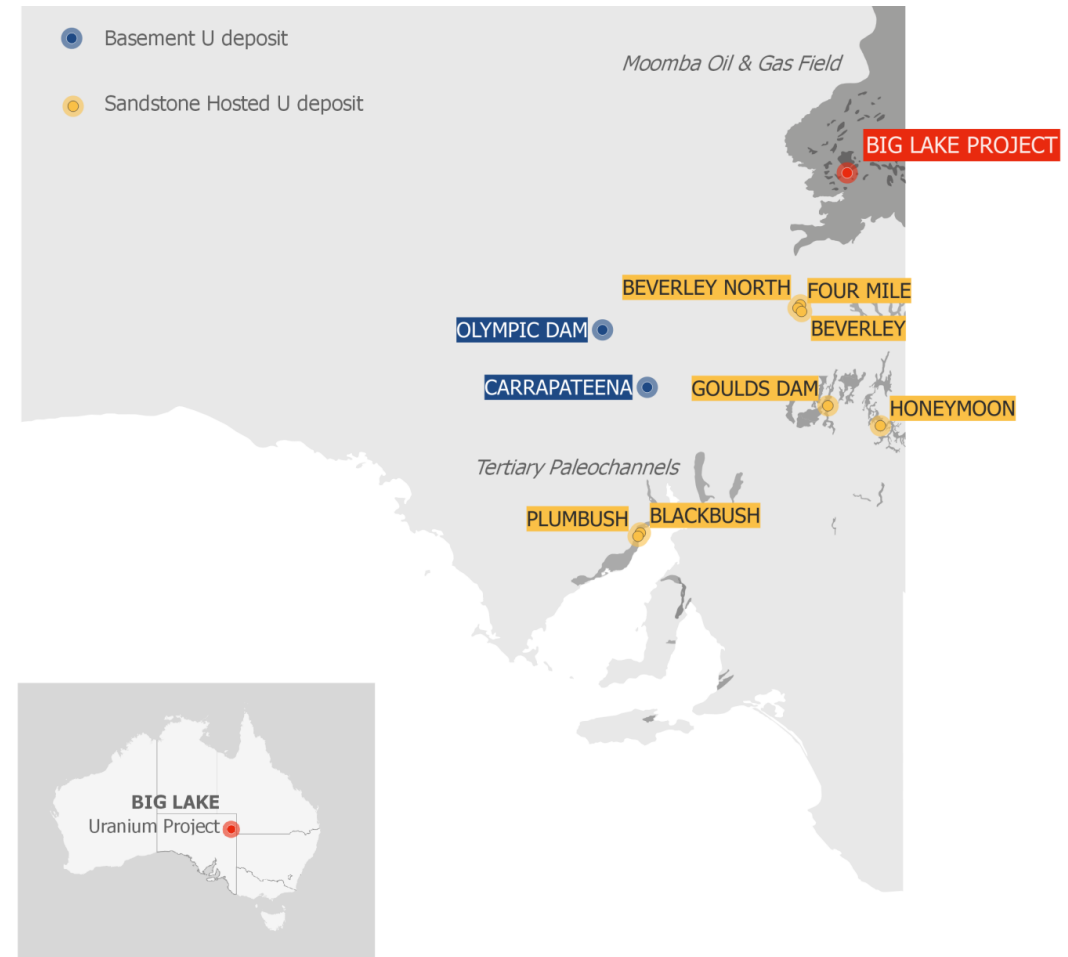 Basement U deposit
Sandstone Hosted U deposit
Moomba Oil & Gas Field
BIG LAKE PROJECT
BEVERLEY NORTH
FOUR MILE
BEVERLEY
OLYMPIC DAM
CARRAPATEENA
GOULDS DAM
HONEYMOON
Tertiary Paleochannels
PLUMBUSH
BLACKBUSH
BIG LAKE
Uranium Project